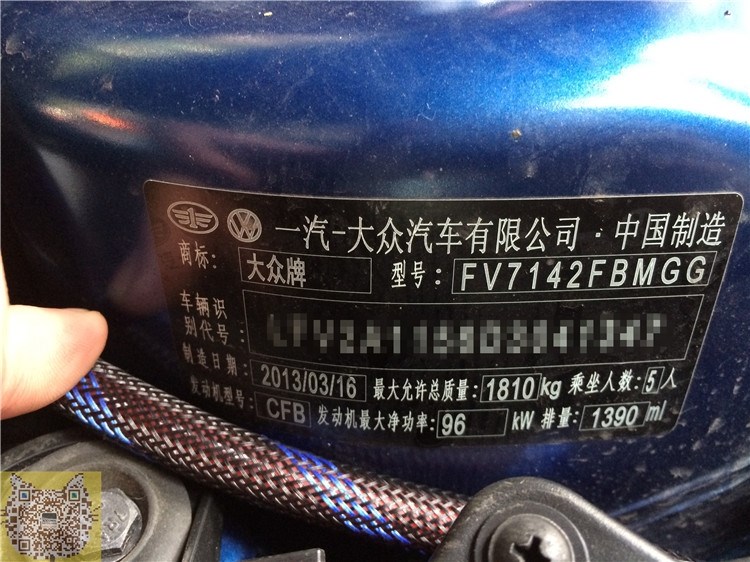 一汽-大众汽车有限公司·中国制造
商标: 大众牌 型号: FV7142FBMGG
车辆识
别代号:
制造日期: 2013/03/16 最大允许总质量: 1810kg 乘坐人数: 5人
发动机型号: CFB 发动机最大净功率: 96 kW 排量: 1390 ml